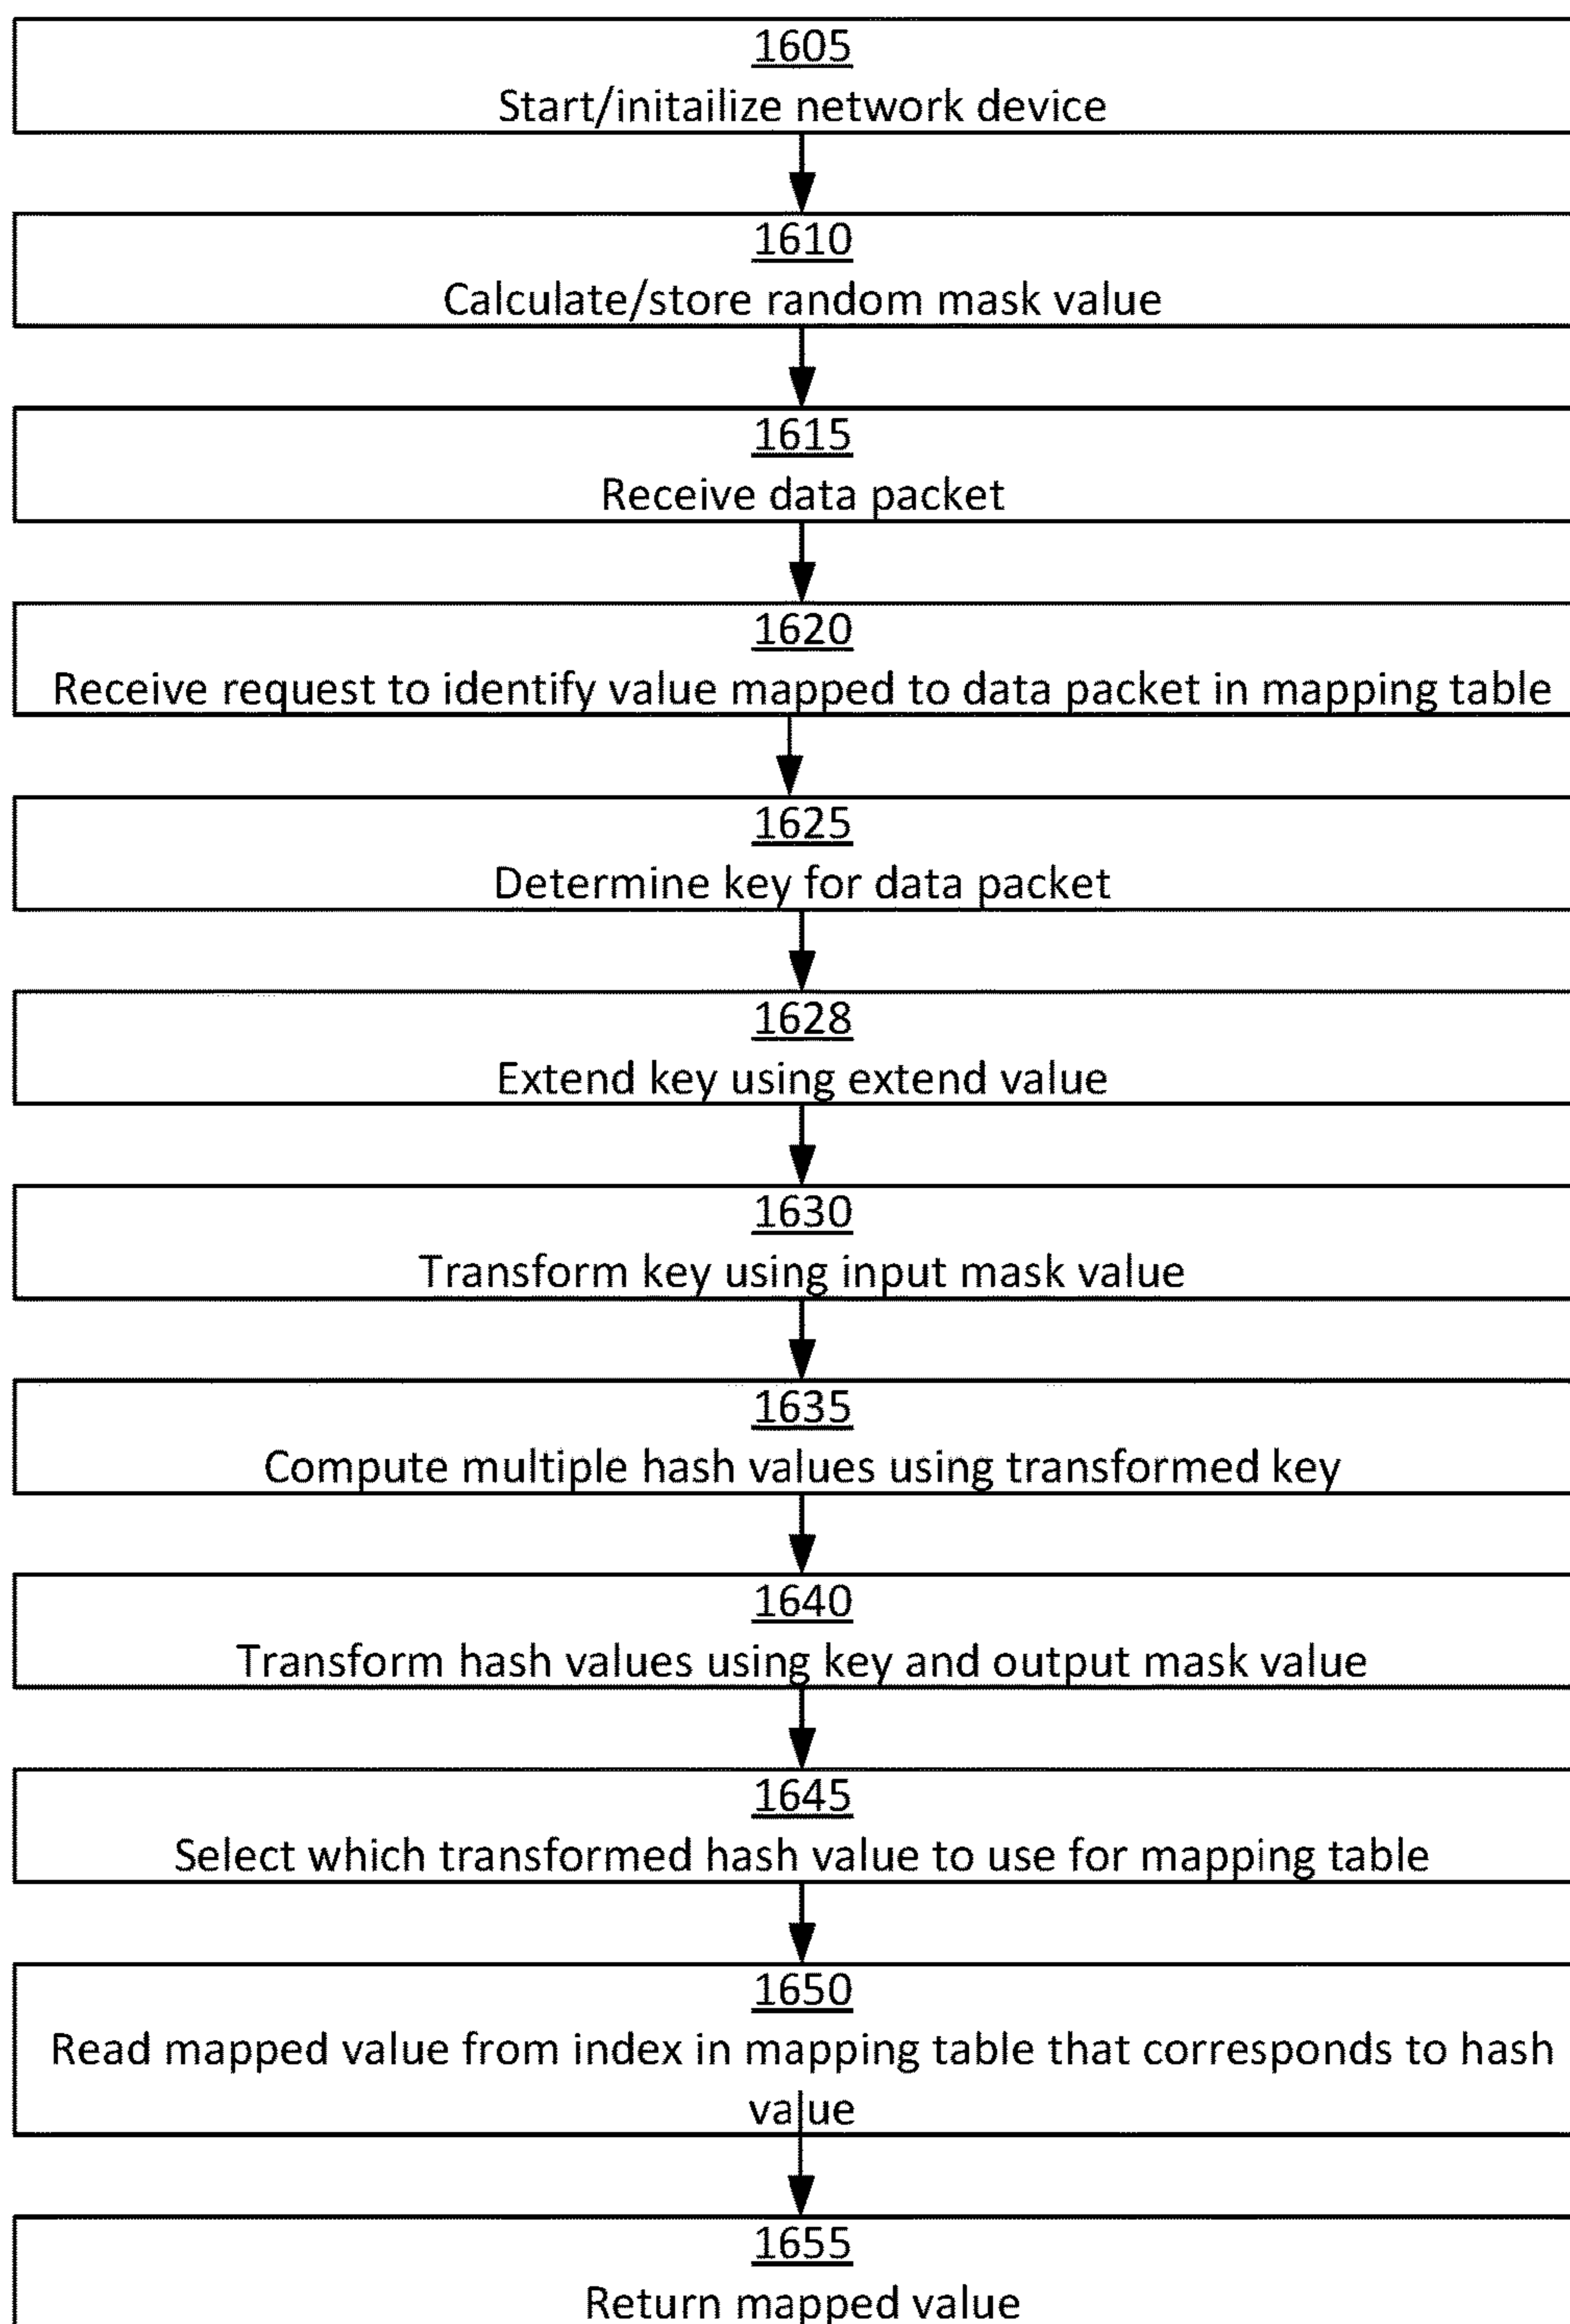 1605
Start/initailize network device
1610
Calculate/store random mask value
1615
Receive data packet
1620
Receive request to identify value mapped to data packet in mapping table
1625
Determine key for data packet
1628
Extend key using extend value
1630
Transform key using input mask value
1635
Compute multiple hash values using transformed key
1640
Transform hash values using key and output mask value
1645
Select which transformed hash value to use for mapping table
1650
Read mapped value from index in mapping table that corresponds to hash
value
1655
Return mapped value